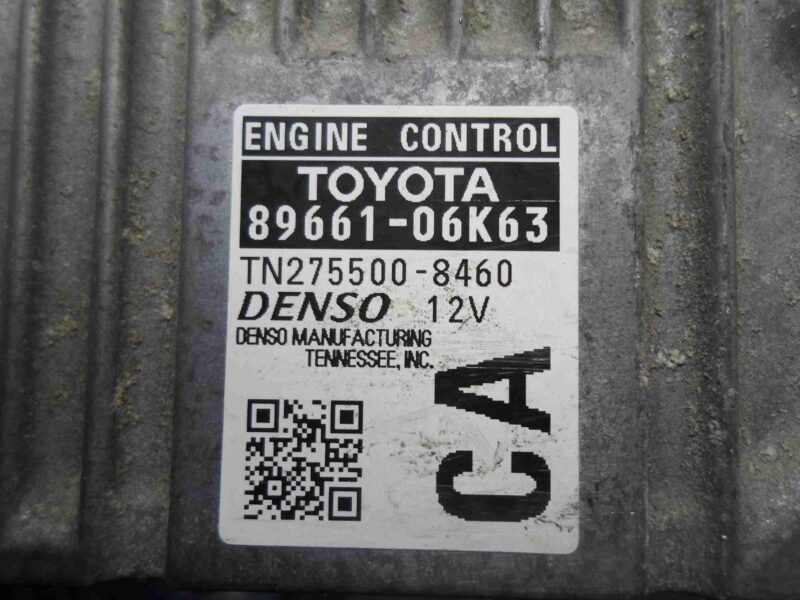 ENGINE CONTROL
TOYOTA
89661-06K63
TN275500-8460
DENSO 12V
DENSO MANUFACTURING
TENNESSEE, INC.
CA